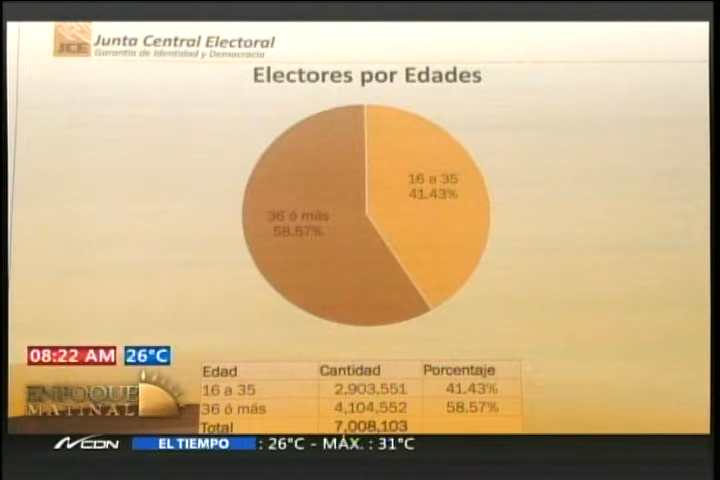 JCE
Junta Central Electoral
Garantía de Identidad y Democracia
Electores por Edades
16 a 35
41.43%
36 ó más
58.57%
08:22 AM 26°C
Edad Cantidad Porcentaje
16 a 35 2,903,551 41.43%
36 ó más 4,104,552 58.57%
Total 7,008,103
ENFOQUE
MATINAL
CDN EL TIEMPO : 26°C - MÁX. : 31°C